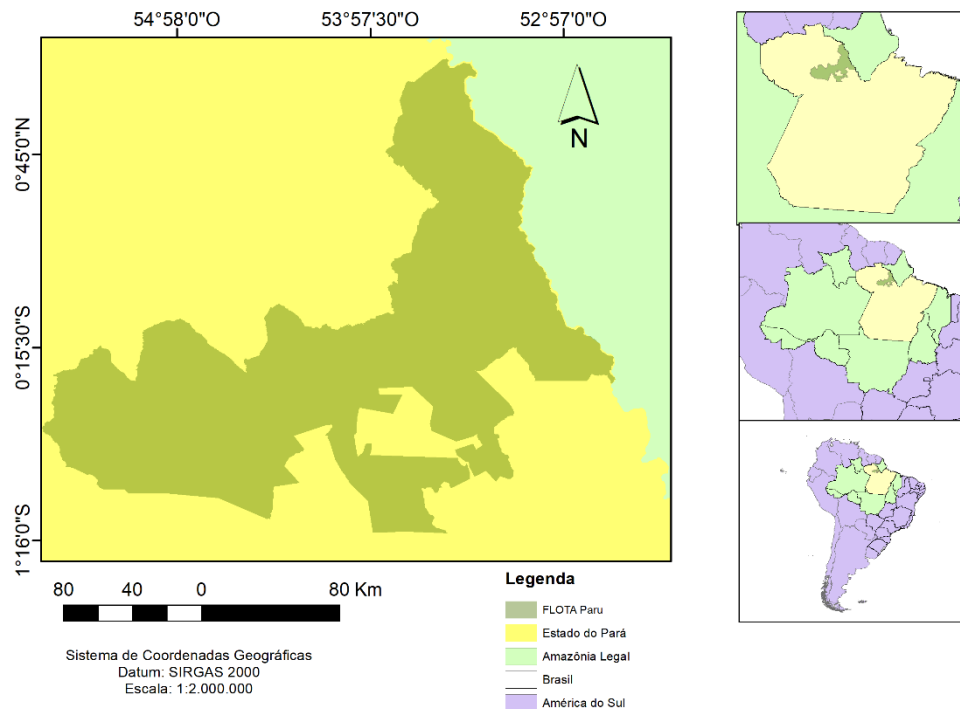 54°58'0"O 53°57'30"O 52°57'0"O
0°45'0"N
0°15'30"S
1°16'0"S
N
80 0 80 Km
Sistema de Coordenadas Geográficas
Datum: SIRGAS 2000
Escala: 1:2.000.000
Legenda
FLOTA Paru
Estado do Pará
Amazônia Legal
Brasil
América do Sul